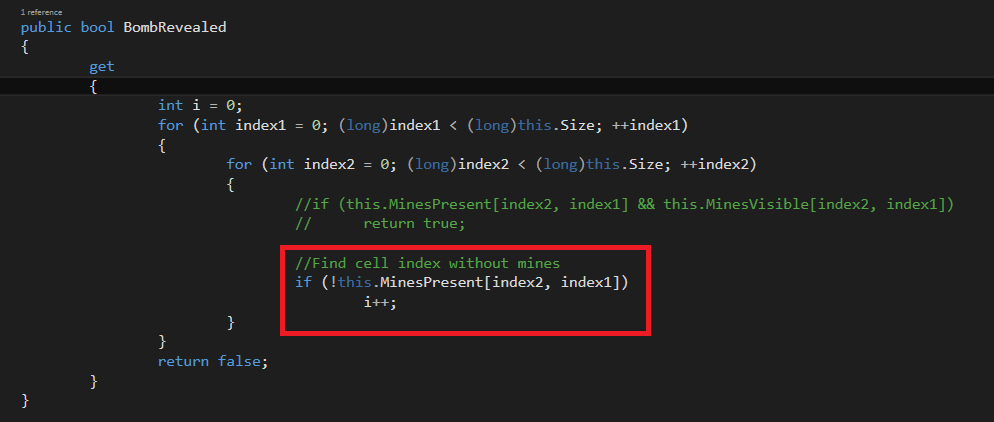 1 reference
public bool BombRevealed
{
get
{
int i = 0;
for (int index1 = 0; (long)index1 < (long)this.Size; ++index1)
{
for (int index2 = 0; (long)index2 < (long)this.Size; ++index2)
{
//if (this.MinesPresent[index2, index1] && this.MinesVisible[index2, index1])
//      return true;
//Find cell index without mines
if (!this.MinesPresent[index2, index1])
i++;
}
}
return false;
}
}